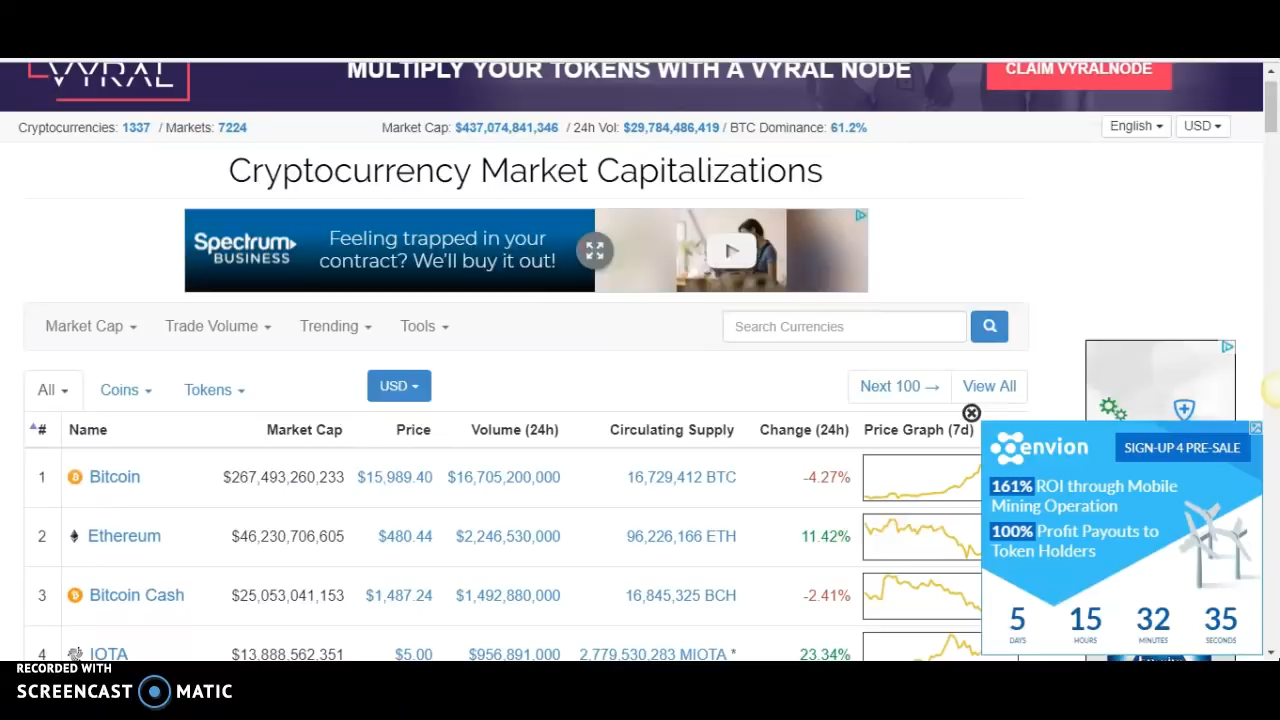 VYRAL
MULTIPLY YOUR TOKENS WITH A VYRAL NODE
CLAIM VYRALNODE
Cryptocurrencies: 1337 / Markets: 7224
Market Cap: $437,074,841,346 / 24h Vol: $29,784,486,419 / BTC Dominance: 61.2%
English
USD
Cryptocurrency Market Capitalizations
Spectrum
BUSINESS
Feeling trapped in your
contract? We'll buy it out!
Market Cap Trade Volume Trending Tools
Search Currencies
All Coins Tokens USD Next 100 → View All
# Name Market Cap Price Volume (24h) Circulating Supply Change (24h) Price Graph (7d)
1 Bitcoin $267,493,260,233 $15,989.40 $16,705,200,000 16,729,412 BTC -4.27%
2 Ethereum $46,230,706,605 $480.44 $2,246,530,000 96,226,166 ETH 11.42%
3 Bitcoin Cash $25,053,041,153 $1,487.24 $1,492,880,000 16,845,325 BCH -2.41%
4 IOTA $13,888,562,351 $5.00 $956,891,000 2,779,530,283 MIOTA * 23.34%
envion
SIGN-UP 4 PRE-SALE
161% ROI through Mobile
Mining Operation
100% Profit Payouts to
Token Holders
5 15 32 35
DAYS HOURS MINUTES SECONDS
RECORDED WITH
SCREENCAST MATIC